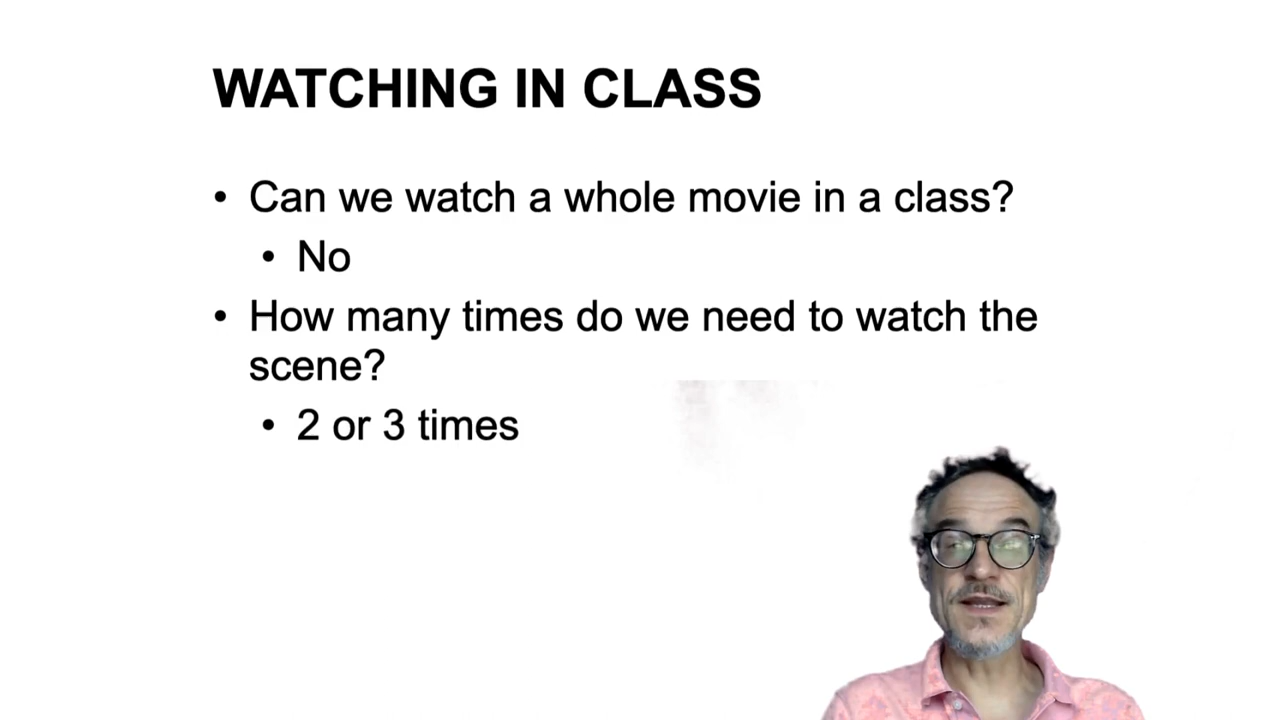 WATCHING IN CLASS
• Can we watch a whole movie in a class?
• No
• How many times do we need to watch the
scene?
• 2 or 3 times